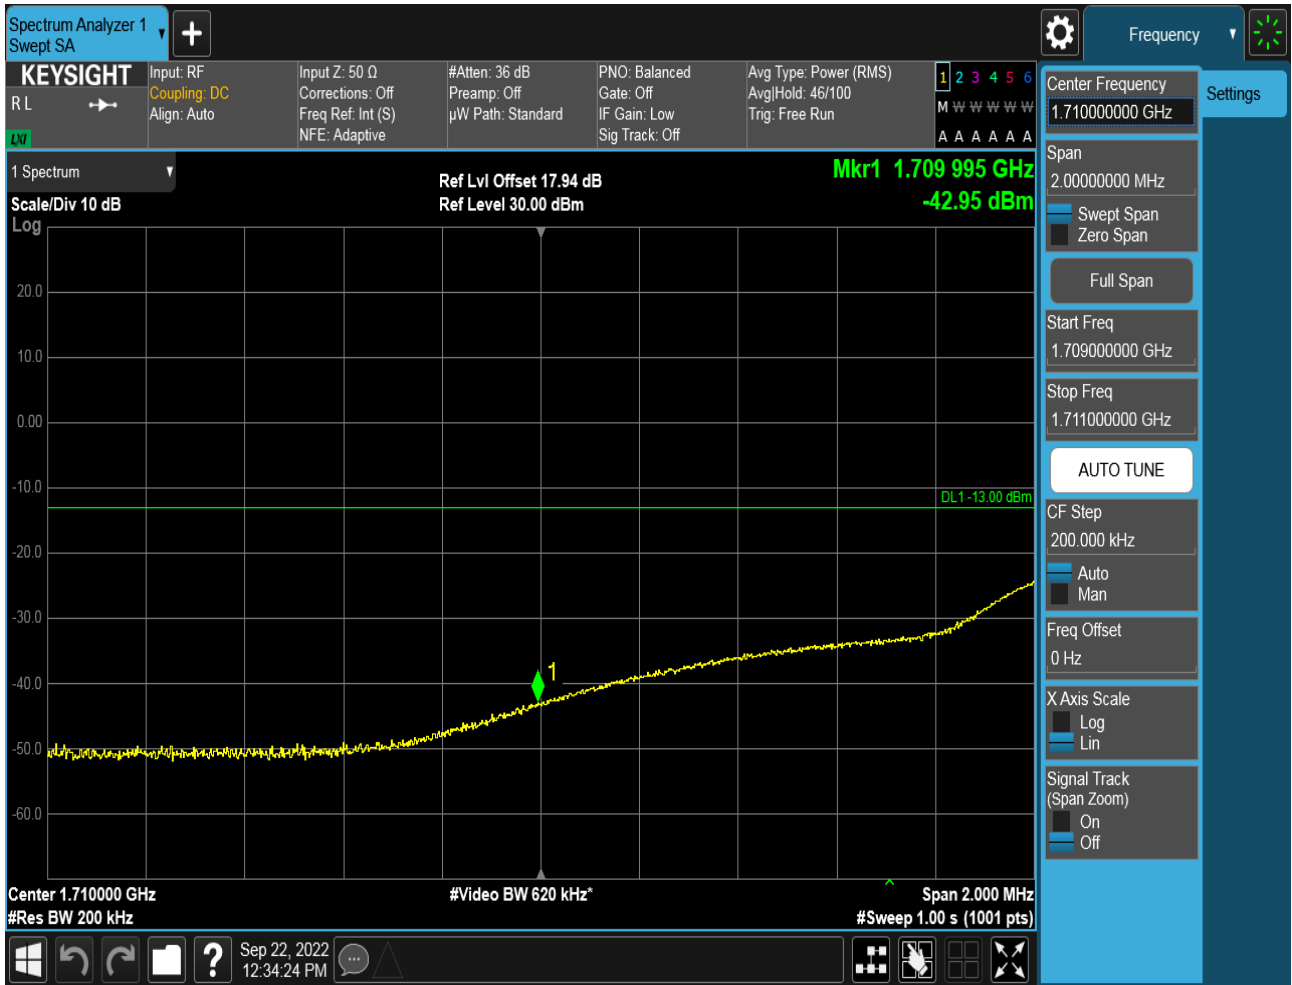 Spectrum Analyzer 1
Swept SA
Frequency
KEYSIGHT
R L
LXI
Input: RF
Coupling: DC
Align: Auto
Input Z: 50 Ω
Corrections: Off
Freq Ref: Int (S)
NFE: Adaptive
#Atten: 36 dB
Preamp: Off
µW Path: Standard
PNO: Balanced
Gate: Off
IF Gain: Low
Sig Track: Off
Avg Type: Power (RMS)
Avg|Hold: 46/100
Trig: Free Run
1 2 3 4 5 6
M W W W W W
A A A A A A
1 Spectrum
Scale/Div 10 dB
Log
Ref Lvl Offset 17.94 dB
Ref Level 30.00 dBm
Mkr1 1.709 995 GHz
-42.95 dBm
20.0
10.0
0.00
-10.0
DL1 -13.00 dBm
-20.0
-30.0
1
-40.0
-50.0
-60.0
Center 1.710000 GHz
#Video BW 620 kHz*
Span 2.000 MHz
#Res BW 200 kHz
#Sweep 1.00 s (1001 pts)
?
Sep 22, 2022
12:34:24 PM
Center Frequency
1.710000000 GHz
Settings
Span
2.00000000 MHz
Swept Span
Zero Span
Full Span
Start Freq
1.709000000 GHz
Stop Freq
1.711000000 GHz
AUTO TUNE
CF Step
200.000 kHz
Auto
Man
Freq Offset
0 Hz
X Axis Scale
Log
Lin
Signal Track
(Span Zoom)
On
Off